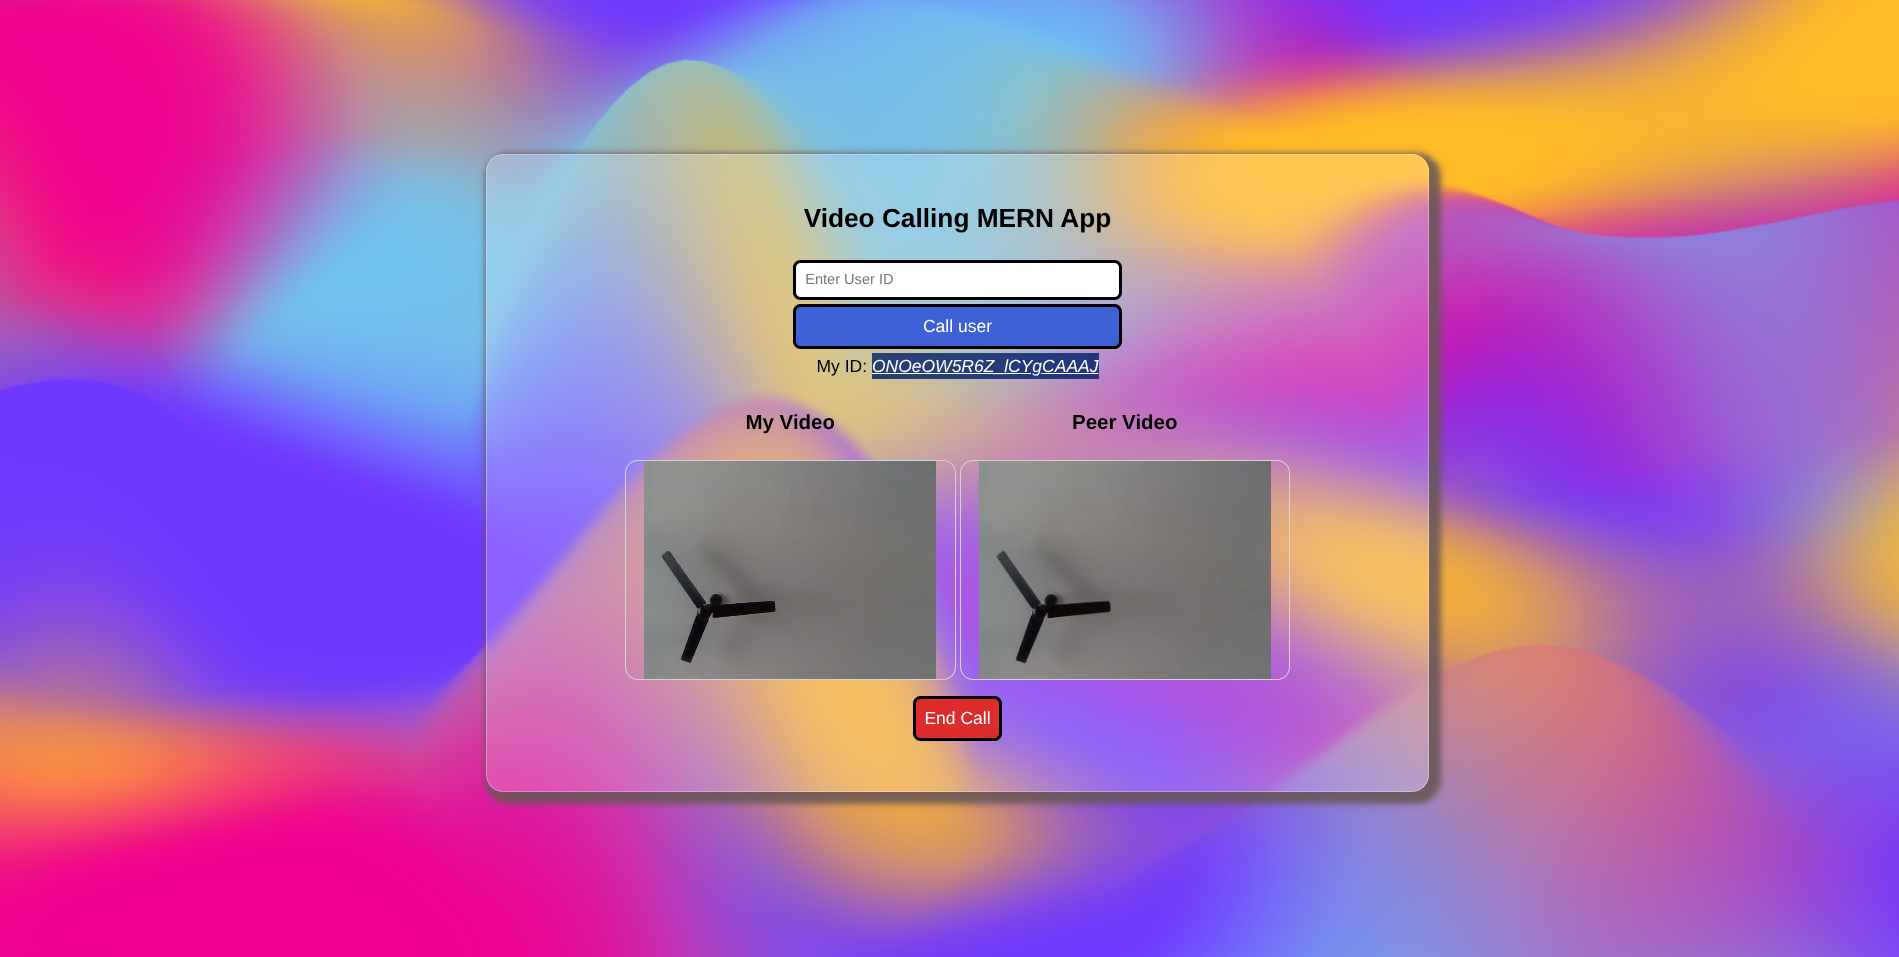 Video Calling MERN App
Enter User ID
Call user
My ID: ONOeOW5R6Z_lCYgCAAAJ
My Video
Peer Video
End Call